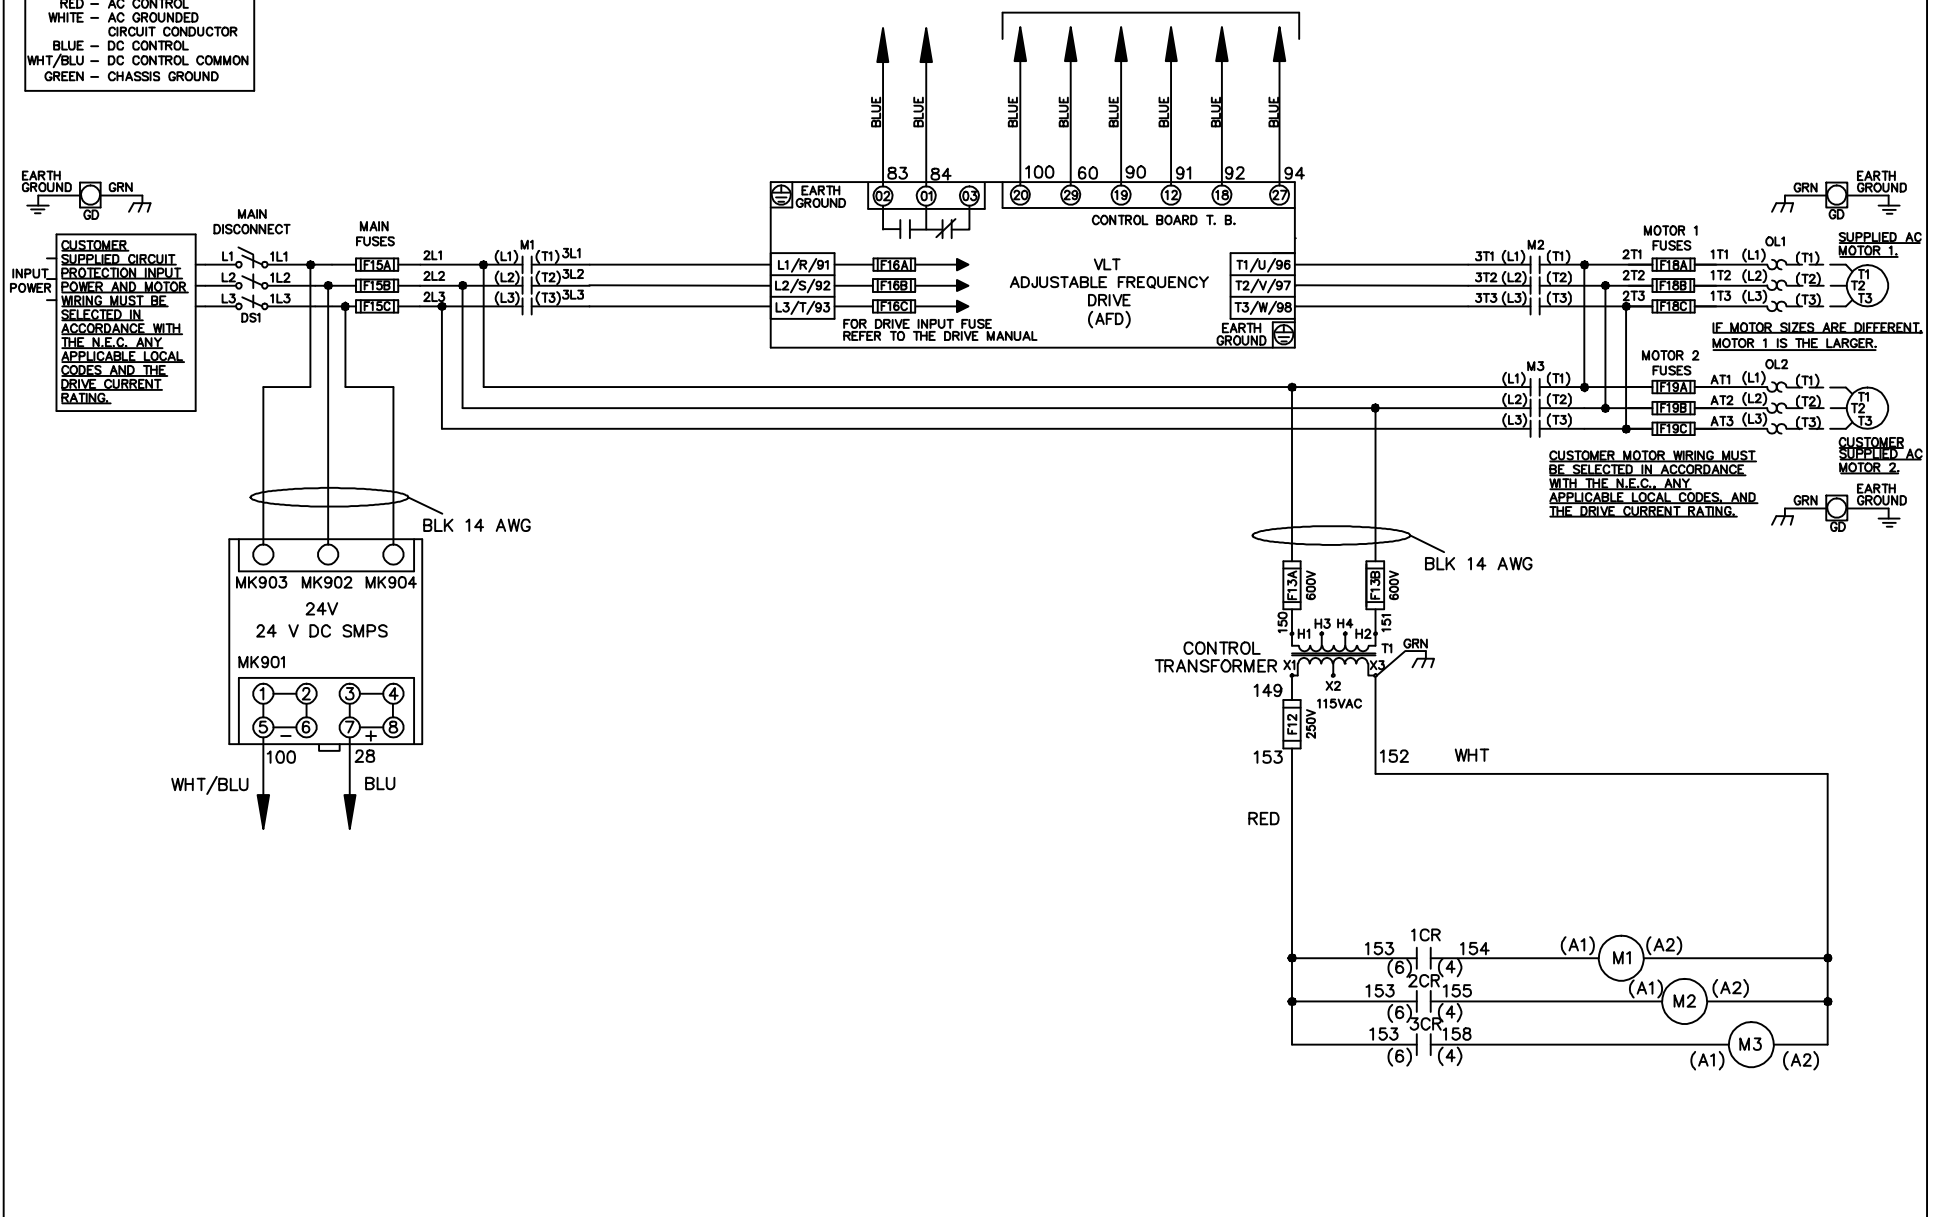 RED – AC CONTROL
WHITE – AC GROUNDED
CIRCUIT CONDUCTOR
BLUE – DC CONTROL
WHT/BLU – DC CONTROL COMMON
GREEN – CHASSIS GROUND
BLUE BLUE BLUE BLUE BLUE BLUE BLUE BLUE
83 84 100 60 90 91 92 94
EARTH
GROUND
02 01 03 20 29 19 12 18 27
CONTROL BOARD T. B.
EARTH
GROUND GRN
GD
MAIN
DISCONNECT
MAIN
FUSES
CUSTOMER
SUPPLIED CIRCUIT
PROTECTION INPUT
POWER AND MOTOR
WIRING MUST BE
SELECTED IN
ACCORDANCE WITH
THE N.E.C. ANY
APPLICABLE LOCAL
CODES AND THE
DRIVE CURRENT
RATING.
INPUT
POWER
L1 1L1 F15A 2L1 (L1) M1 (T1) 3L1
L2 1L2 F15B 2L2 (L2) (T2) 3L2
L3 1L3 F15C 2L3 (L3) (T3) 3L3
DS1
L1/R/91 F16A
L2/S/92 F16B
L3/T/93 F16C
VLT
ADJUSTABLE FREQUENCY
DRIVE
(AFD)
FOR DRIVE INPUT FUSE
REFER TO THE DRIVE MANUAL
T1/U/96
T2/V/97
T3/W/98
EARTH
GROUND
GRN EARTH
GROUND
GD
MOTOR 1
FUSES
M2
OL1
3T1 (L1) (T1) 2T1 F18A 1T1 (L1) (T1)
3T2 (L2) (T2) 2T2 F18B 1T2 (L2) (T2)
3T3 (L3) (T3) 2T3 F18C 1T3 (L3) (T3)
SUPPLIED AC
MOTOR 1.
T1
T2
T3
IF MOTOR SIZES ARE DIFFERENT,
MOTOR 1 IS THE LARGER.
MOTOR 2
FUSES
M3
OL2
(L1) (T1) F19A AT1 (L1) (T1)
(L2) (T2) F19B AT2 (L2) (T2)
(L3) (T3) F19C AT3 (L3) (T3)
T1
T2
T3
CUSTOMER
SUPPLIED AC
MOTOR 2.
CUSTOMER MOTOR WIRING MUST
BE SELECTED IN ACCORDANCE
WITH THE N.E.C., ANY
APPLICABLE LOCAL CODES, AND
THE DRIVE CURRENT RATING.
GRN EARTH
GROUND
GD
BLK 14 AWG
MK903 MK902 MK904
24V
24 V DC SMPS
MK901
1 2 3 4
5 6 7 8
– +
100 28
WHT/BLU BLU
BLK 14 AWG
F13A 600V F13B 600V
150 151
H1 H3 H4 H2
T1 GRN
CONTROL
TRANSFORMER X1 X3
X2
149 115VAC
F12 250V
153 152 WHT
RED
1CR
153 154 (A1) M1 (A2)
(6) (4)
2CR
153 155 (A1) M2 (A2)
(6) (4)
3CR
153 158 M3
(6) (4) (A1) (A2)